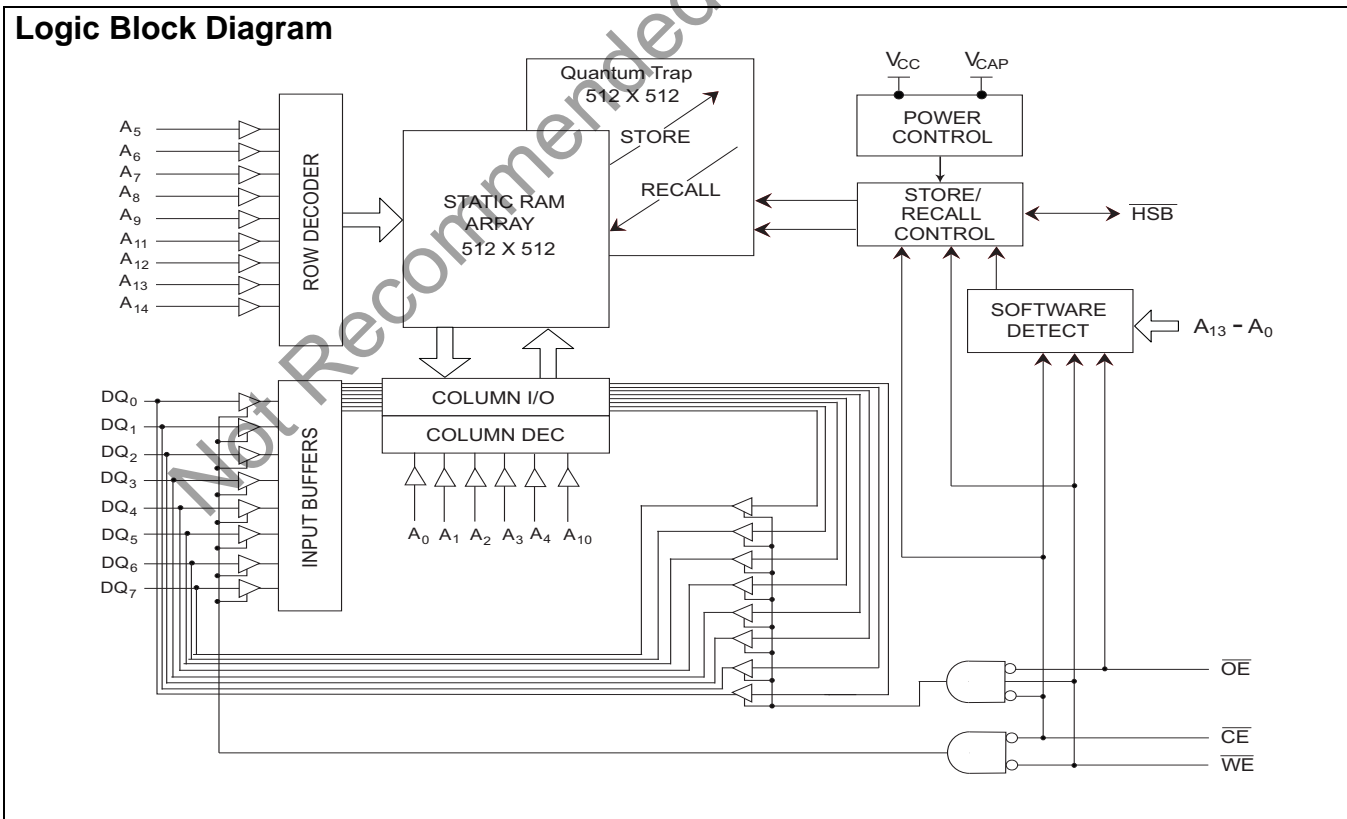 Logic Block Diagram
Not Recommended
Quantum Trap
512 X 512
STORE
RECALL
STATIC RAM
ARRAY
512 X 512
V_CC
V_CAP
POWER
CONTROL
STORE/
RECALL
CONTROL
HSB
SOFTWARE
DETECT
A13 – A0
A5
A6
A7
A8
A9
A11
A12
A13
A14
ROW DECODER
DQ0
DQ1
DQ2
DQ3
DQ4
DQ5
DQ6
DQ7
INPUT BUFFERS
COLUMN I/O
COLUMN DEC
A0 A1 A2 A3 A4 A10
OE
CE
WE